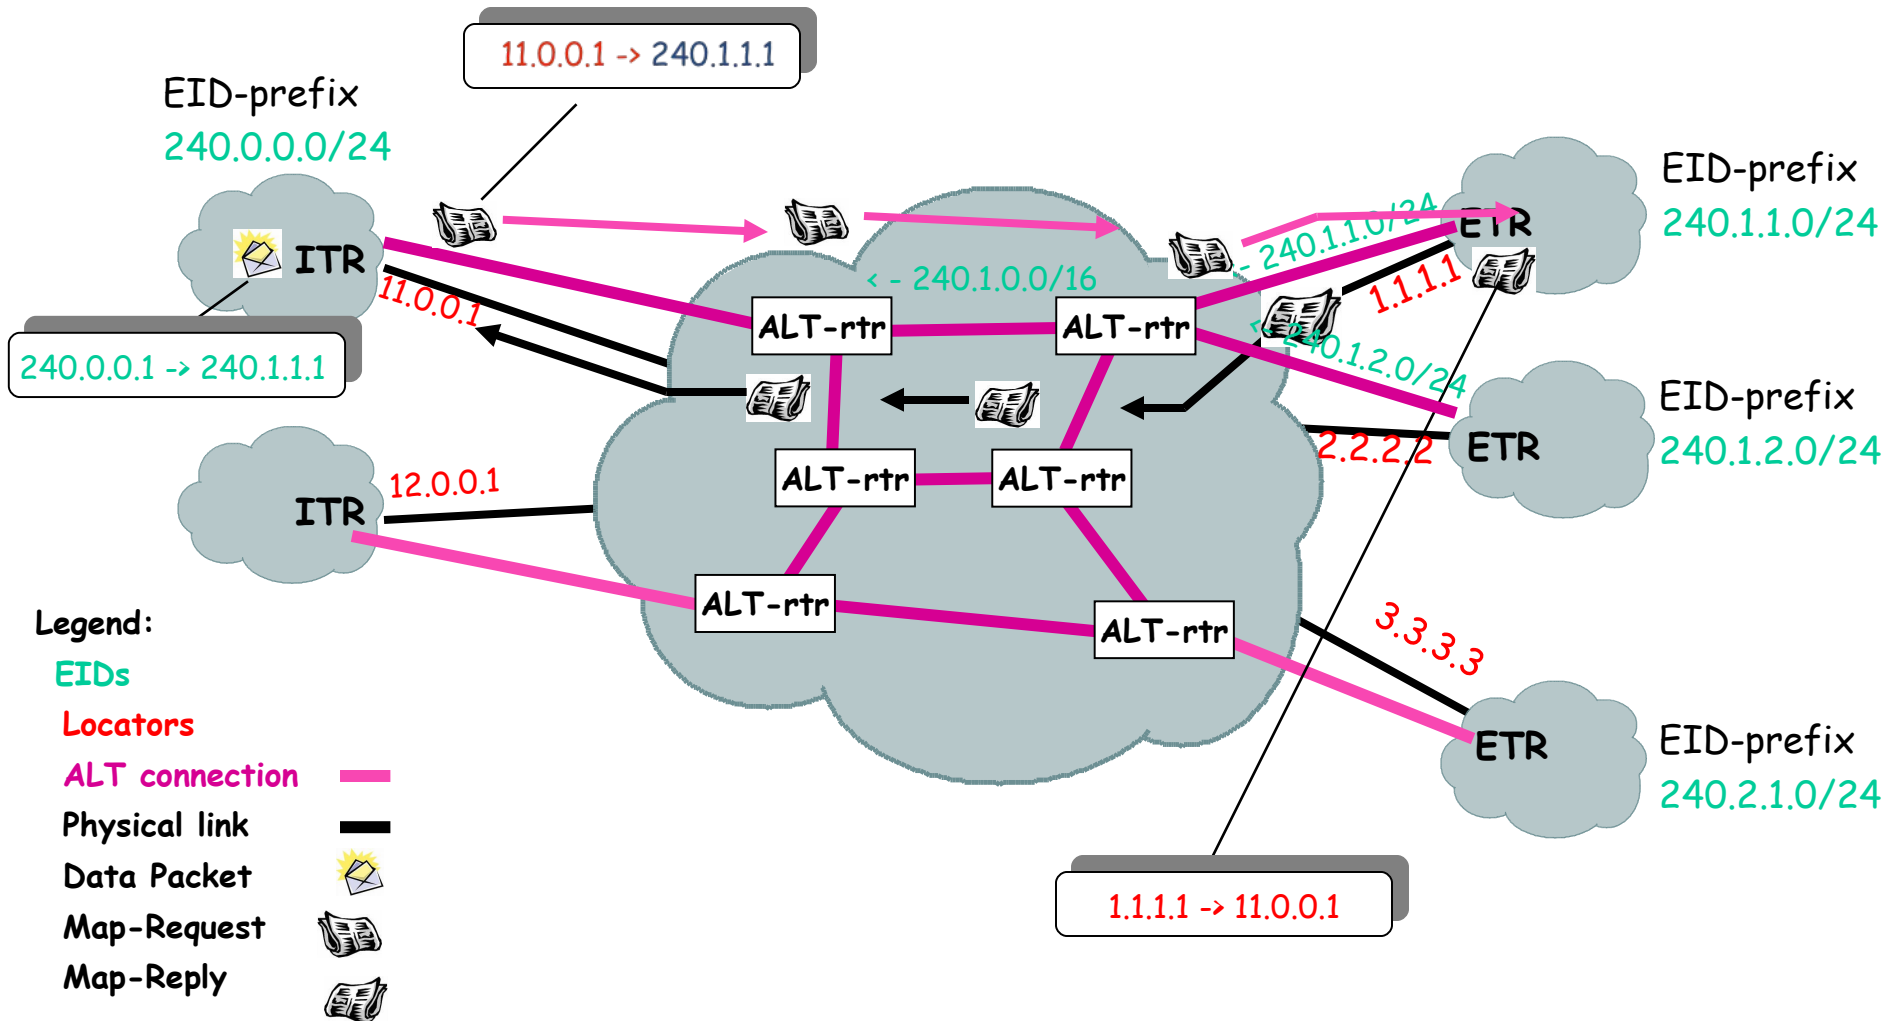 11.0.0.1 -> 240.1.1.1
EID-prefix
240.0.0.0/24
EID-prefix
240.1.1.0/24
<- 240.1.0.0/16
- 240.1.1.0/24
ETR
1.1.1.1
ITR
11.0.0.1
ALT-rtr
ALT-rtr
240.0.0.1 -> 240.1.1.1
<- 240.1.2.0/24
EID-prefix
240.1.2.0/24
2.2.2.2
ETR
12.0.0.1
ITR
ALT-rtr
ALT-rtr
ALT-rtr
ALT-rtr
3.3.3.3
ETR
EID-prefix
240.2.1.0/24
Legend:
EIDs
Locators
ALT connection
Physical link
Data Packet
Map-Request
Map-Reply
1.1.1.1 -> 11.0.0.1